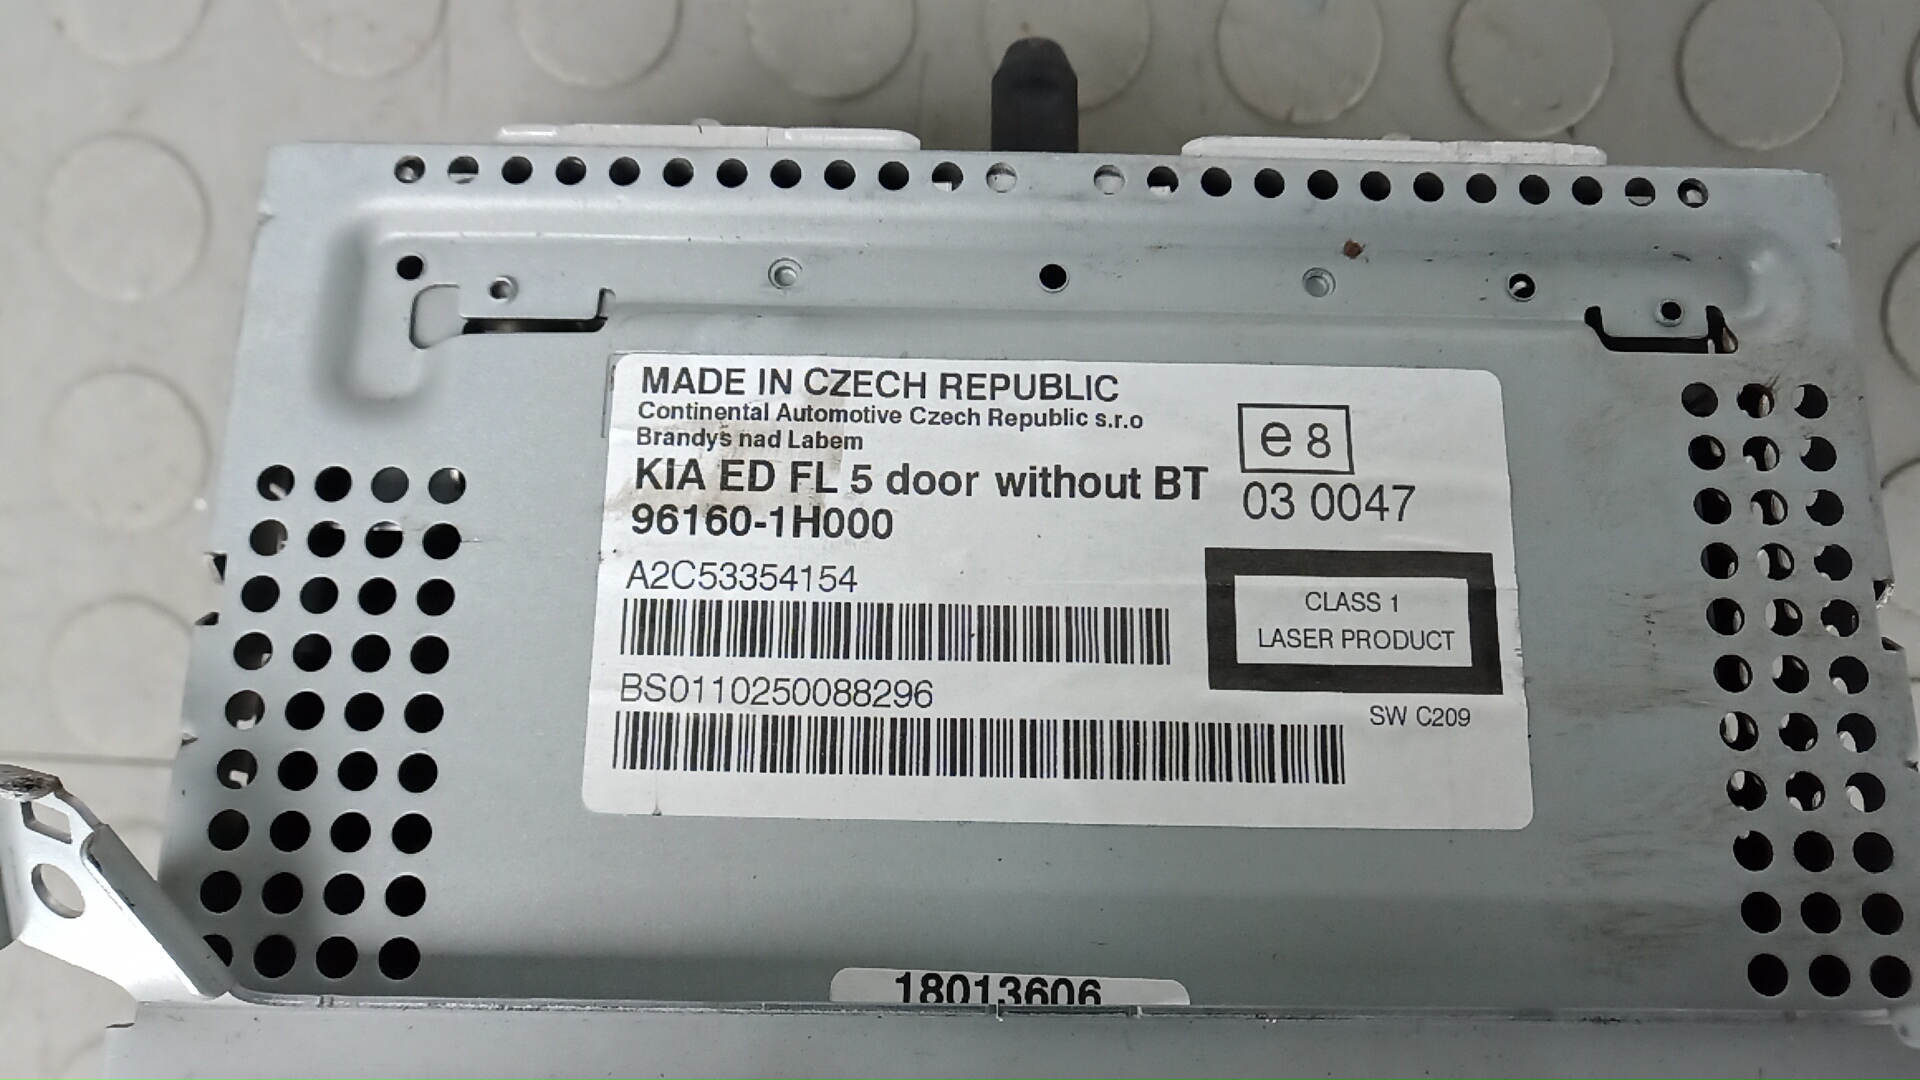 MADE IN CZECH REPUBLIC
Continental Automotive Czech Republic s.r.o
Brandys nad Labem
KIA ED FL 5 door without BT
96160-1H000
e 8
03 0047
A2C53354154
CLASS 1
LASER PRODUCT
BS0110250088296
SW C209
18013606